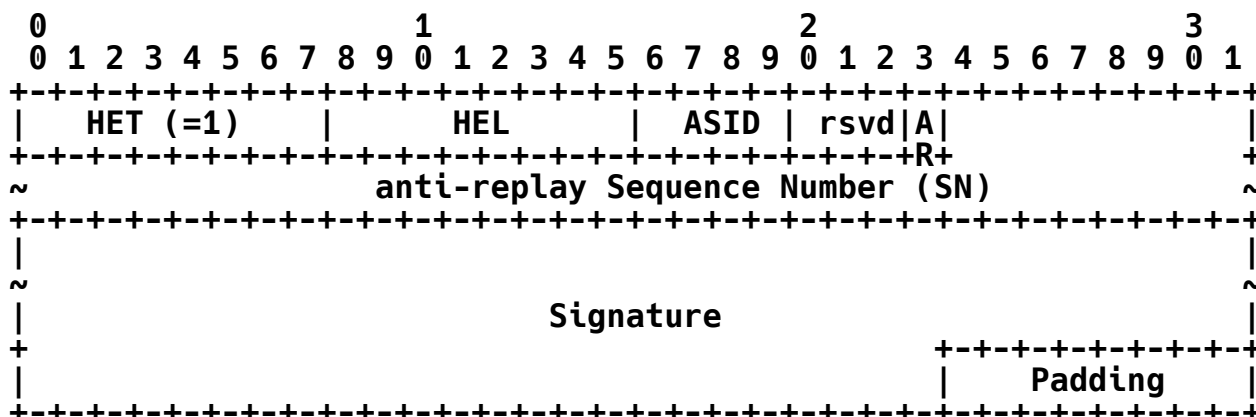 0                   1                   2                   3
 0 1 2 3 4 5 6 7 8 9 0 1 2 3 4 5 6 7 8 9 0 1 2 3 4 5 6 7 8 9 0 1
+-+-+-+-+-+-+-+-+-+-+-+-+-+-+-+-+-+-+-+-+-+-+-+-+-+-+-+-+-+-+-+-+
|   HET (=1)    |      HEL      |  ASID | rsvd|A|               |
+-+-+-+-+-+-+-+-+-+-+-+-+-+-+-+-+-+-+-+-+-+-+-+R+               +
~                  anti-replay Sequence Number (SN)             ~
+-+-+-+-+-+-+-+-+-+-+-+-+-+-+-+-+-+-+-+-+-+-+-+-+-+-+-+-+-+-+-+-+
|                                                               |
~                                                               ~
|                           Signature                           |
+                                               +-+-+-+-+-+-+-+-+
|                                               |    Padding    |
+-+-+-+-+-+-+-+-+-+-+-+-+-+-+-+-+-+-+-+-+-+-+-+-+-+-+-+-+-+-+-+-+